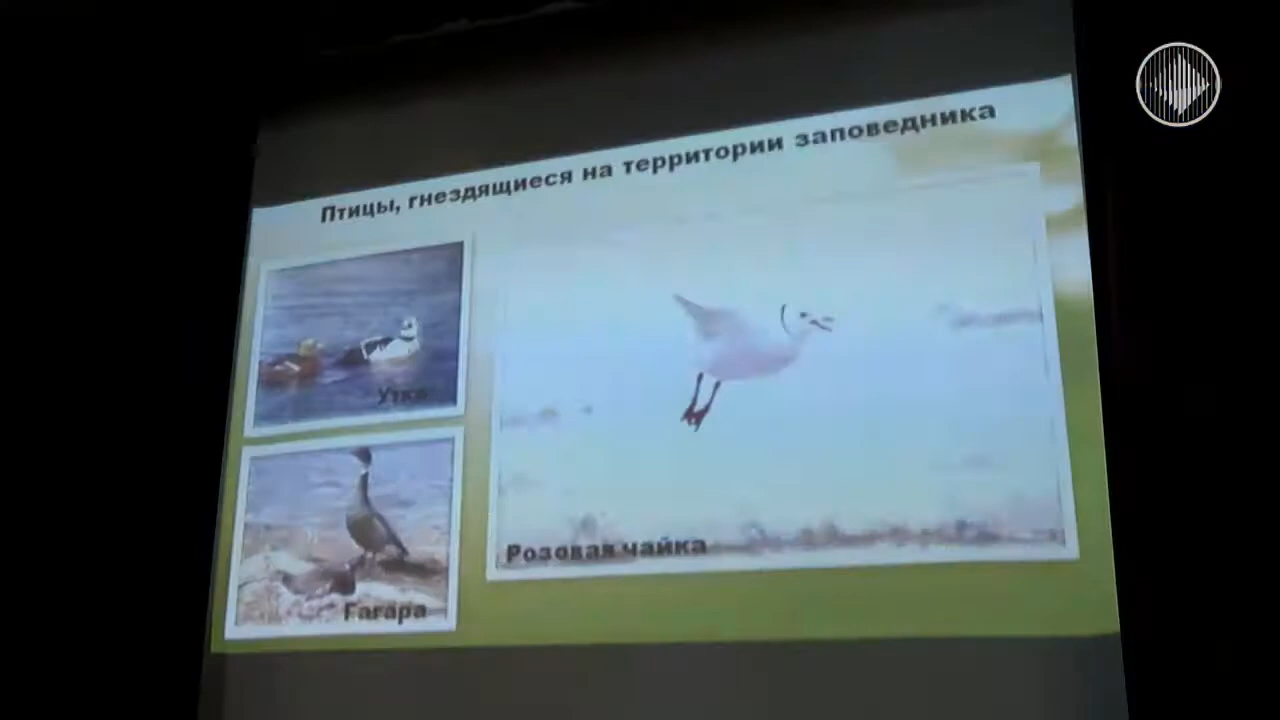 Птицы, гнездящиеся на территории заповедника
Утка
Гагара
Розовая чайка